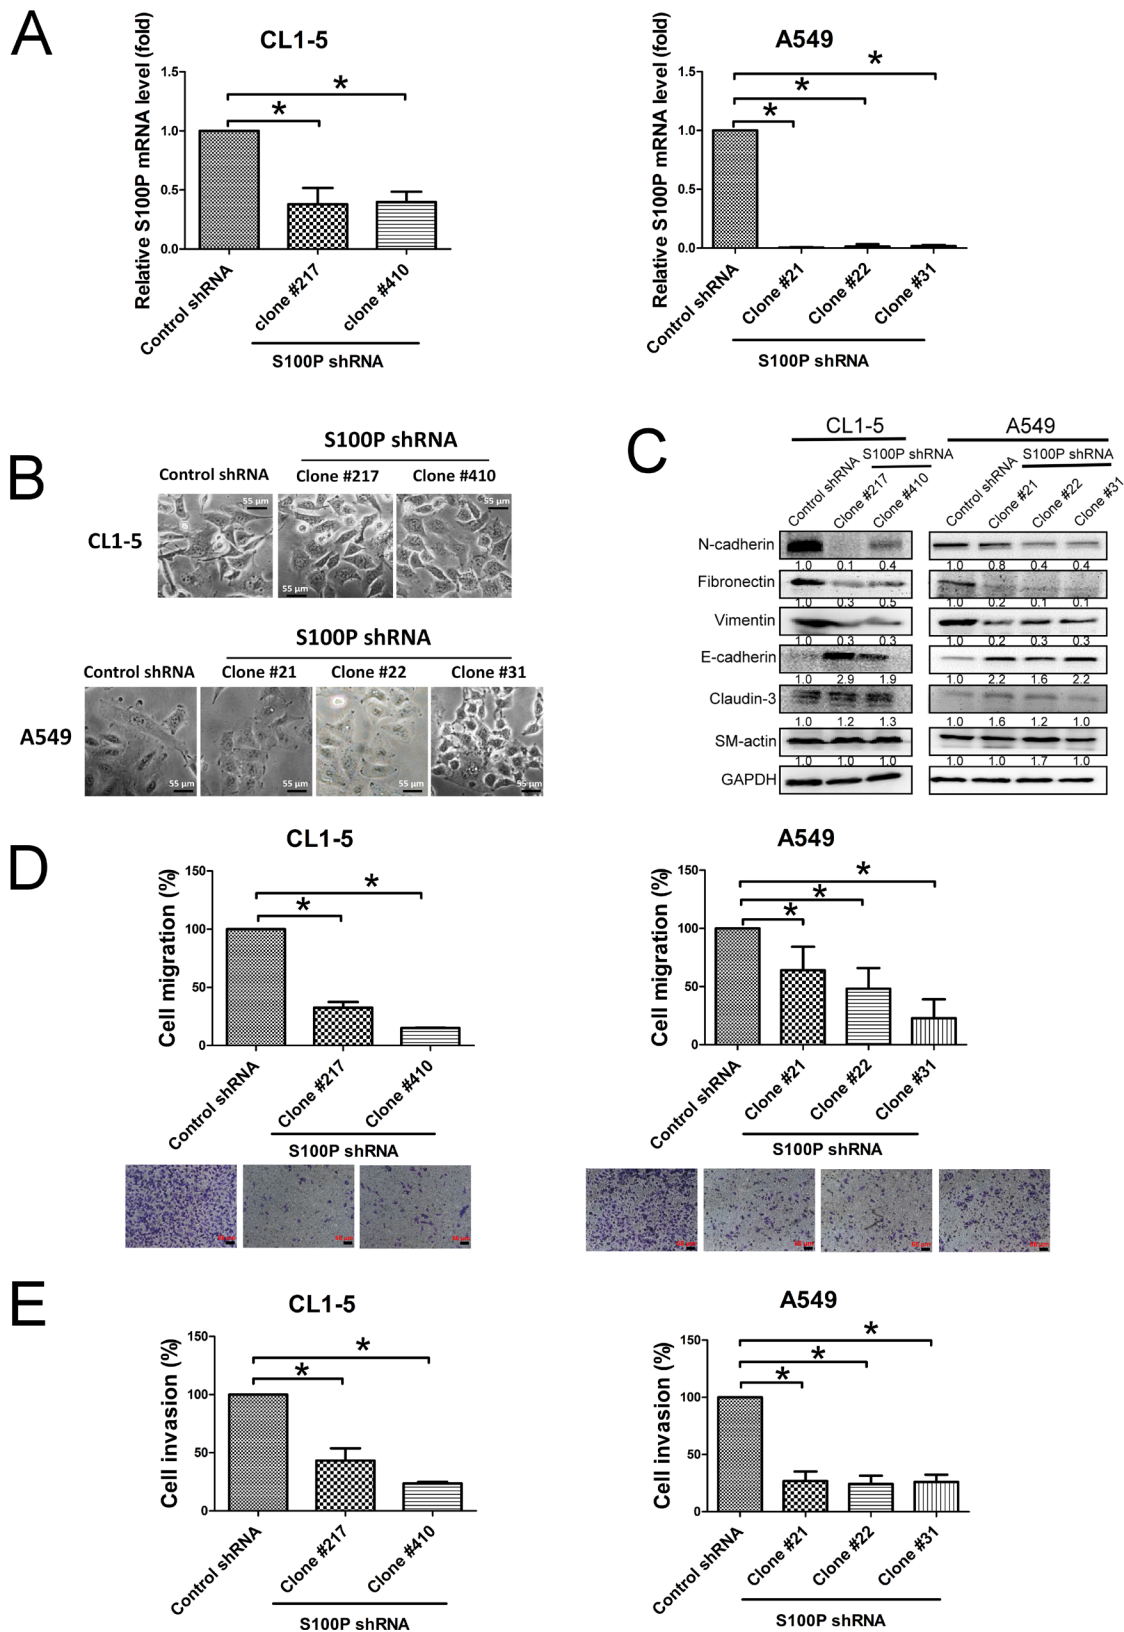 A
CL1-5
Relative S100P mRNA level (fold)
1.5
1.0
0.5
0.0
*
*
Control shRNA
clone #217
clone #410
S100P shRNA
A549
Relative S100P mRNA level (fold)
1.5
1.0
0.5
0.0
*
*
*
Control shRNA
Clone #21
Clone #22
Clone #31
S100P shRNA
B
S100P shRNA
Control shRNA
Clone #217
Clone #410
CL1-5
55 µm
55 µm
55 µm
S100P shRNA
Control shRNA
Clone #21
Clone #22
Clone #31
A549
55 µm
55 µm
55 µm
55 µm
C
CL1-5
A549
S100P shRNA
S100P shRNA
Control shRNA
Clone #217
Clone #410
Control shRNA
Clone #21
Clone #22
Clone #31
N-cadherin
1.0 0.1 0.4 1.0 0.8 0.4 0.4
Fibronectin
1.0 0.3 0.5 1.0 0.2 0.1 0.1
Vimentin
1.0 0.3 0.3 1.0 0.2 0.3 0.3
E-cadherin
1.0 2.9 1.9 1.0 2.2 1.6 2.2
Claudin-3
1.0 1.2 1.3 1.0 1.6 1.2 1.0
SM-actin
1.0 1.0 1.0 1.0 1.0 1.7 1.0
GAPDH
D
CL1-5
Cell migration (%)
150
100
50
0
*
*
Control shRNA
Clone #217
Clone #410
S100P shRNA
A549
Cell migration (%)
150
100
50
0
*
*
*
Control shRNA
Clone #21
Clone #22
Clone #31
S100P shRNA
E
CL1-5
Cell invasion (%)
150
100
50
0
*
*
Control shRNA
Clone #217
Clone #410
S100P shRNA
A549
Cell invasion (%)
150
100
50
0
*
*
*
Control shRNA
Clone #21
Clone #22
Clone #31
S100P shRNA